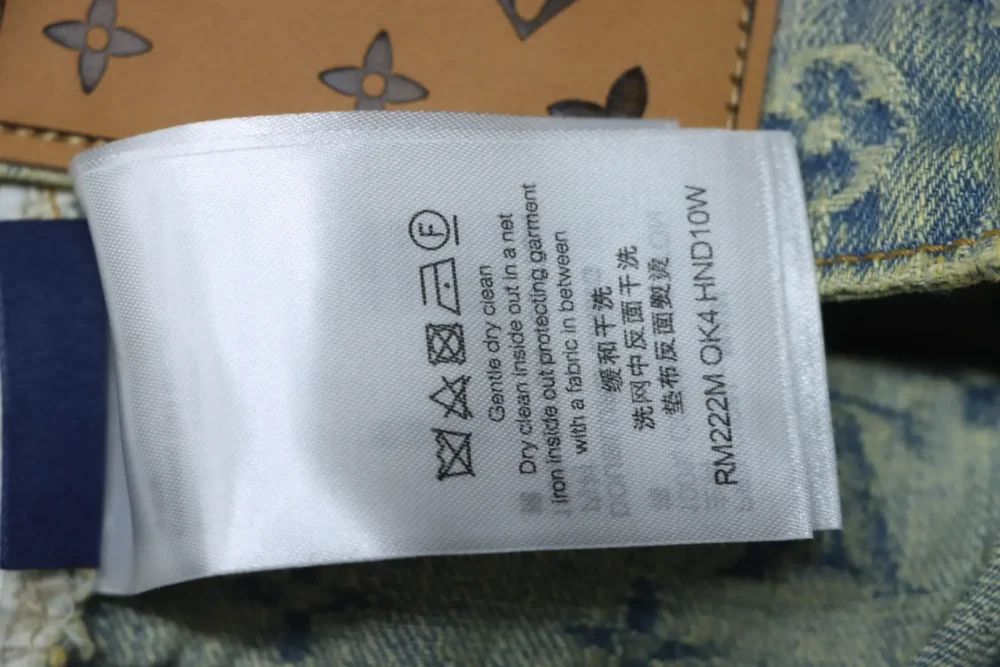 F
Gentle dry clean
Dry clean inside out in a net
iron inside out protecting garment
with a fabric in between
缓和干洗
洗网中反面干洗
垫布反面熨烫
RM222M OK4 HND10W